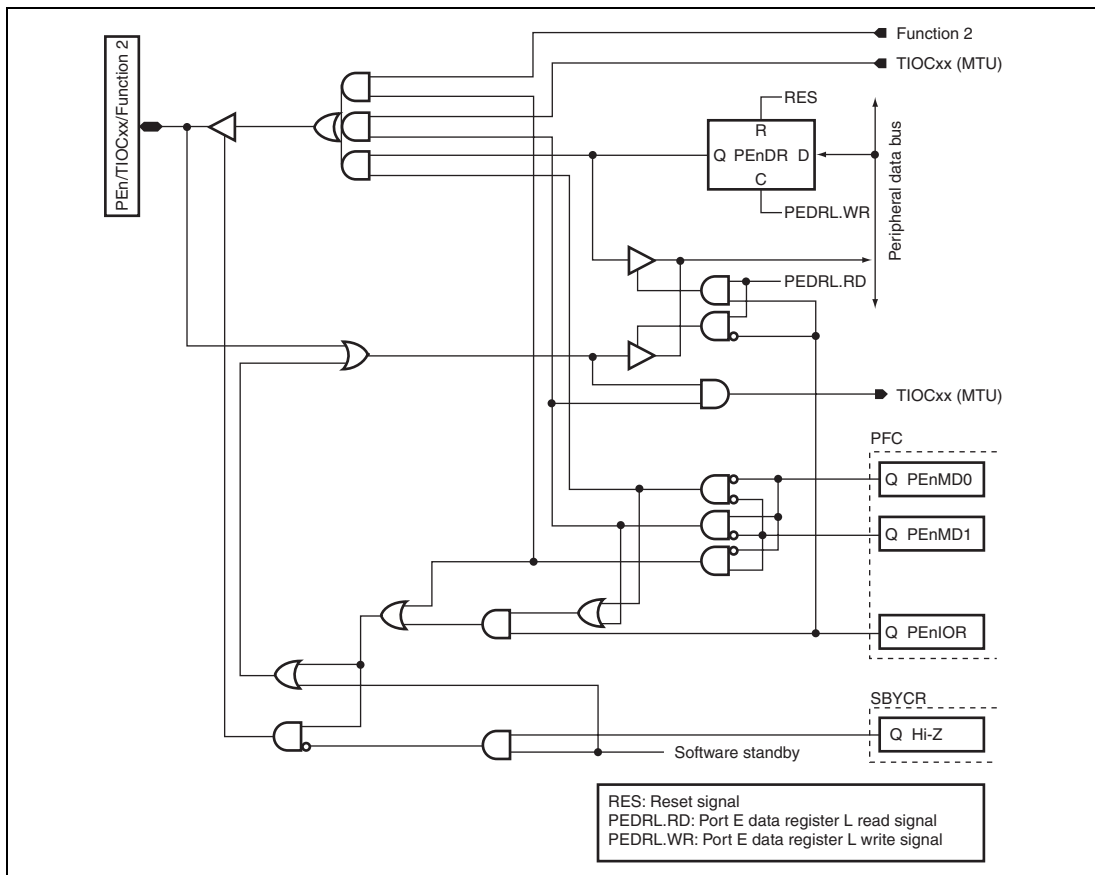 PEn/TIOCxx/Function 2
Function 2
TIOCxx (MTU)
RES
R
Q PEnDR D
C
PEDRL.WR
Peripheral data bus
PEDRL.RD
TIOCxx (MTU)
PFC
Q PEnMD0
Q PEnMD1
Q PEnIOR
SBYCR
Q Hi-Z
Software standby
RES: Reset signal
PEDRL.RD: Port E data register L read signal
PEDRL.WR: Port E data register L write signal